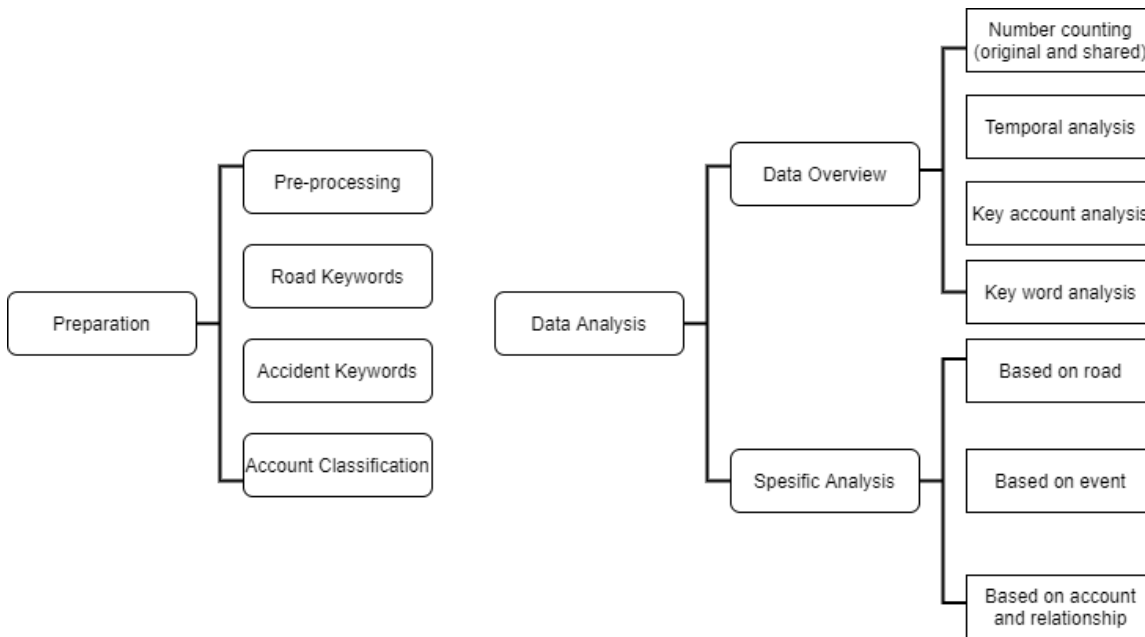 Preparation
Pre-processing
Road Keywords
Accident Keywords
Account Classification
Data Analysis
Data Overview
Number counting
(original and shared)
Temporal analysis
Key account analysis
Key word analysis
Spesific Analysis
Based on road
Based on event
Based on account
and relationship